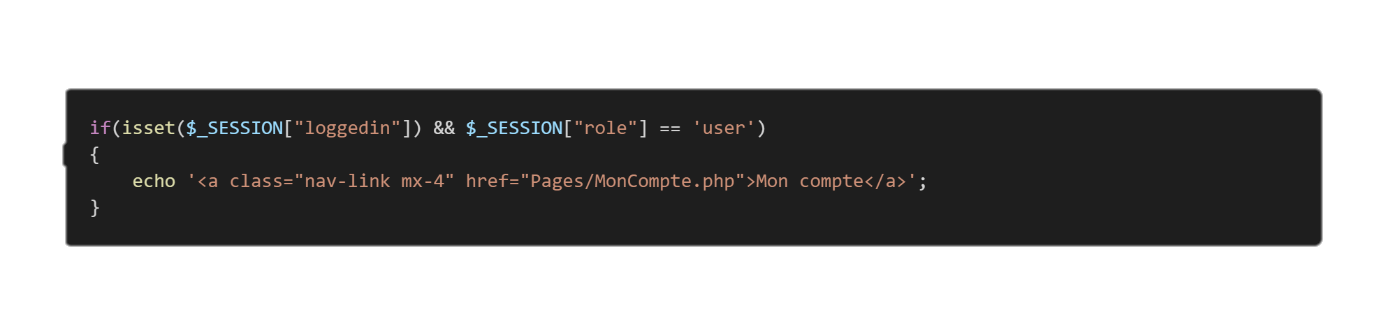 if(isset($_SESSION["loggedin"]) && $_SESSION["role"] == 'user')
{
    echo '<a class="nav-link mx-4" href="Pages/MonCompte.php">Mon compte</a>';
}